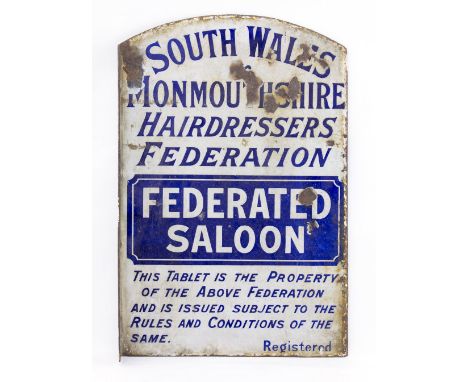 SOUTH WALES
&
MONMOUTHSHIRE
HAIRDRESSERS
FEDERATION
FEDERATED
SALOON
THIS TABLET IS THE PROPERTY
OF THE ABOVE FEDERATION
AND IS ISSUED SUBJECT TO THE
RULES AND CONDITIONS OF THE
SAME.
Registered